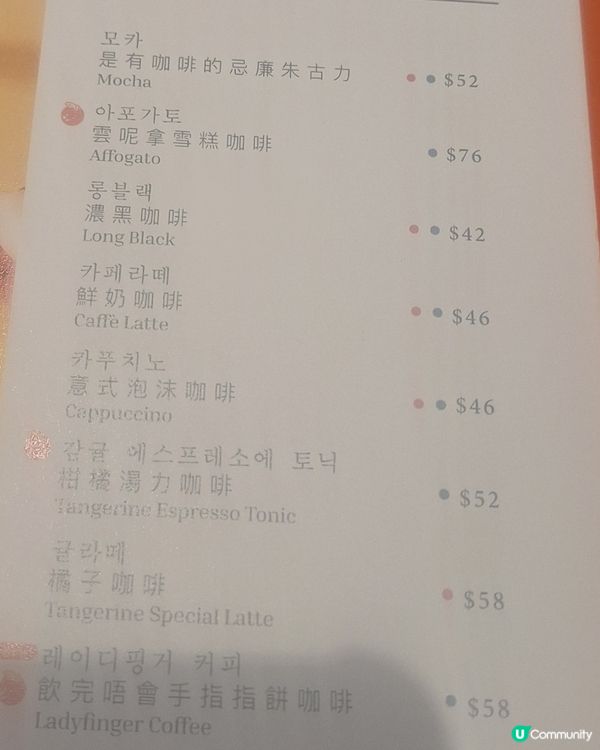 모카
是有咖啡的忌廉朱古力
Mocha
$52
아포가토
雲呢拿雪糕咖啡
Affogato
$76
롱블랙
濃黑咖啡
Long Black
$42
카페라떼
鮮奶咖啡
Caffè Latte
$46
카푸치노
意式泡沫咖啡
Cappuccino
$46
감귤 에스프레소에 토닉
柑橘湯力咖啡
Tangerine Espresso Tonic
$52
귤라떼
橘子咖啡
Tangerine Special Latte
$58
레이디핑거 커피
飲完唔會手指指餅咖啡
Ladyfinger Coffee
$58
U Community